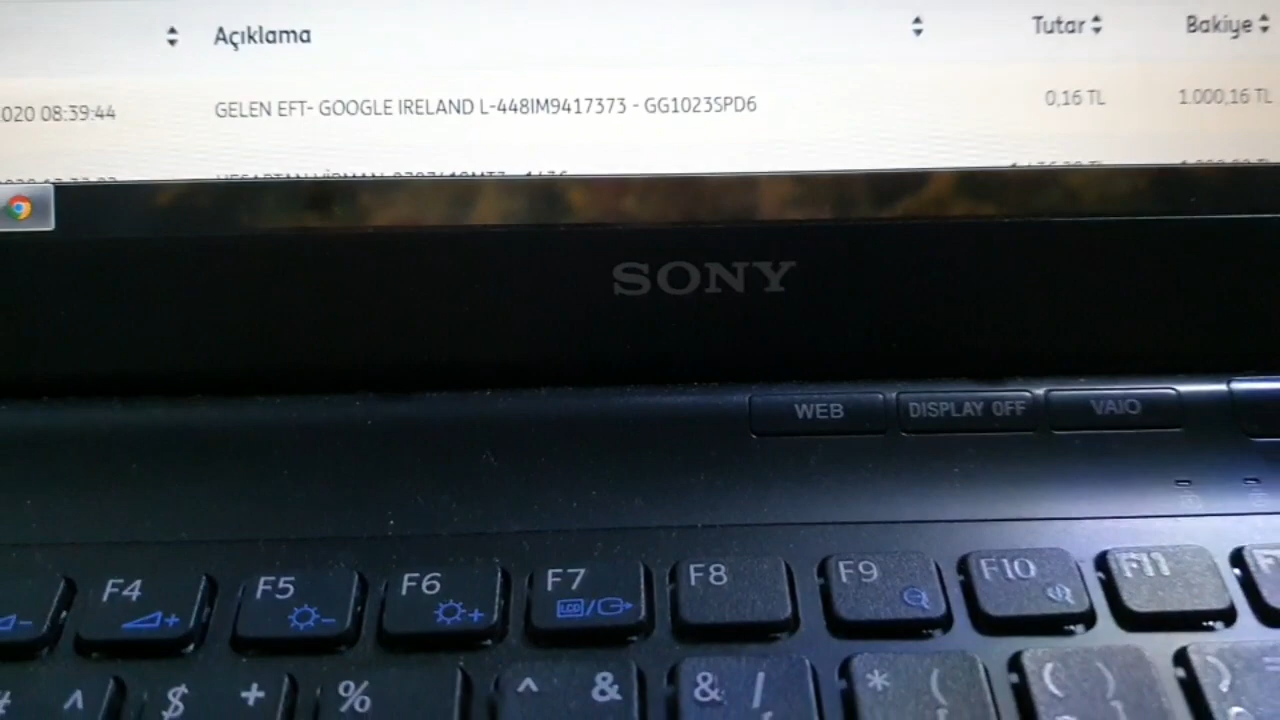 Açıklama Tutar Bakiye
020 08:39:44 GELEN EFT- GOOGLE IRELAND L-448IM9417373 - GG1023SPD6 0,16 TL 1.000,16 TL
SONY
WEB DISPLAY OFF VAIO
F4 F5 F6 F7 F8 F9 F10 F11
LCD
^ $ + % ^ & & / * ( ( ) ) =